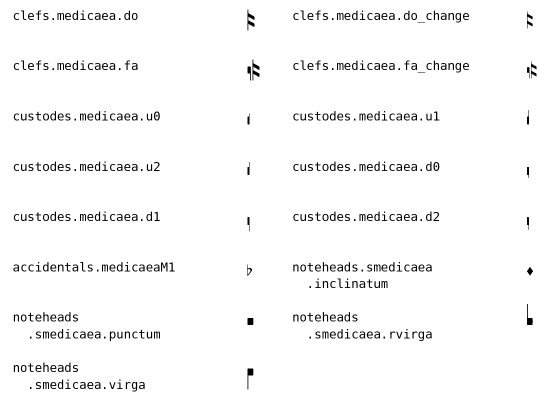 clefs.medicaea.do clefs.medicaea.do_change
clefs.medicaea.fa clefs.medicaea.fa_change
custodes.medicaea.u0 custodes.medicaea.u1
custodes.medicaea.u2 custodes.medicaea.d0
custodes.medicaea.d1 custodes.medicaea.d2
accidentals.medicaeaM1 noteheads.smedicaea
.inclinatum
noteheads noteheads
.smedicaea.punctum .smedicaea.rvirga
noteheads
.smedicaea.virga